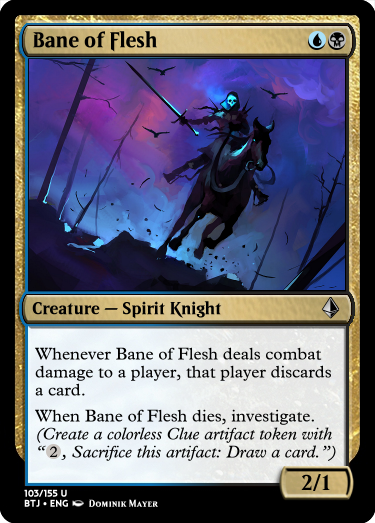 Bane of Flesh
Creature — Spirit Knight
Whenever Bane of Flesh deals combat
damage to a player, that player discards
a card.
When Bane of Flesh dies, investigate.
(Create a colorless Clue artifact token with
“2, Sacrifice this artifact: Draw a card.”)
2/1
103/155 U
BTJ • ENG Dominik Mayer